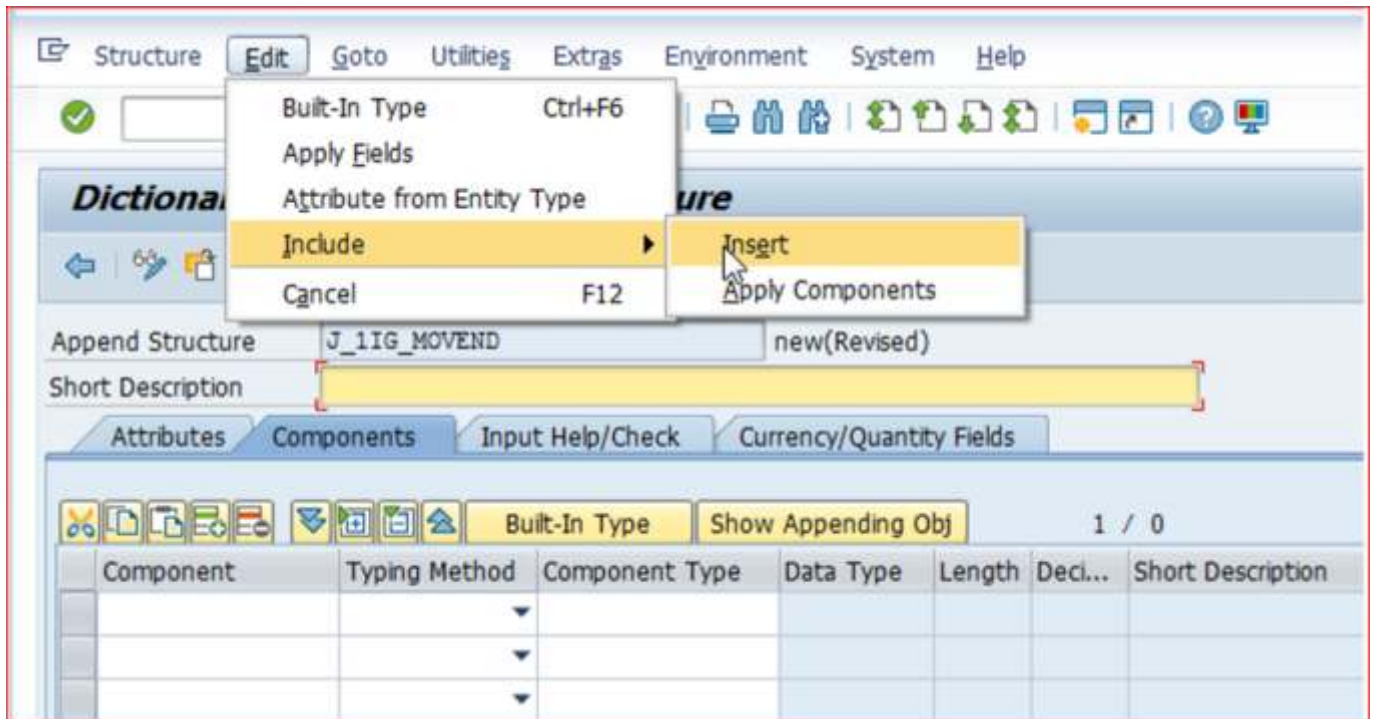 Structure Edit Goto Utilities Extras Environment System Help
Built-In Type Ctrl+F6
Apply Fields
Attribute from Entity Type
Dictionar ure
Include Insert
Cancel F12 Apply Components
Append Structure J_1IG_MOVEND new(Revised)
Short Description
Attributes Components Input Help/Check Currency/Quantity Fields
Built-In Type Show Appending Obj 1 / 0
Component Typing Method Component Type Data Type Length Deci... Short Description